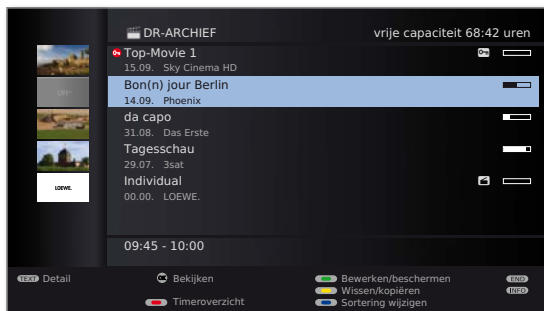 DR-ARCHIEF vrije capaciteit 68:42 uren
Top-Movie 1
15.09. Sky Cinema HD
Bon(n) jour Berlin
14.09. Phoenix
da capo
31.08. Das Erste
Tagesschau
29.07. 3sat
Individual
00.00. LOEWE.
LOEWE.
09:45 - 10:00
TEXT Detail Bekijken Bewerken/beschermen END
Wissen/kopiëren INFO
Timeroverzicht Sortering wijzigen